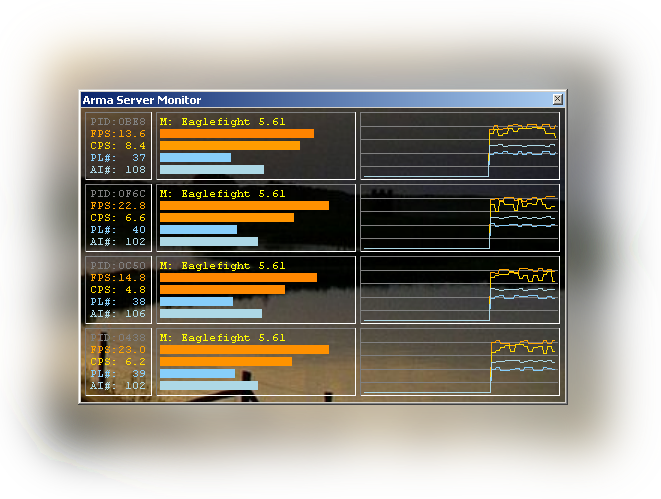 Arma Server Monitor
PID:0BE8
FPS:13.6
CPS: 8.4
PL#: 37
AI#: 108
M: Eaglefight 5.61
PID:0F6C
FPS:22.8
CPS: 6.6
PL#: 40
AI#: 102
M: Eaglefight 5.61
PID:0C50
FPS:14.8
CPS: 4.8
PL#: 38
AI#: 106
M: Eaglefight 5.61
PID:0438
FPS:23.0
CPS: 6.2
PL#: 39
AI#: 102
M: Eaglefight 5.61